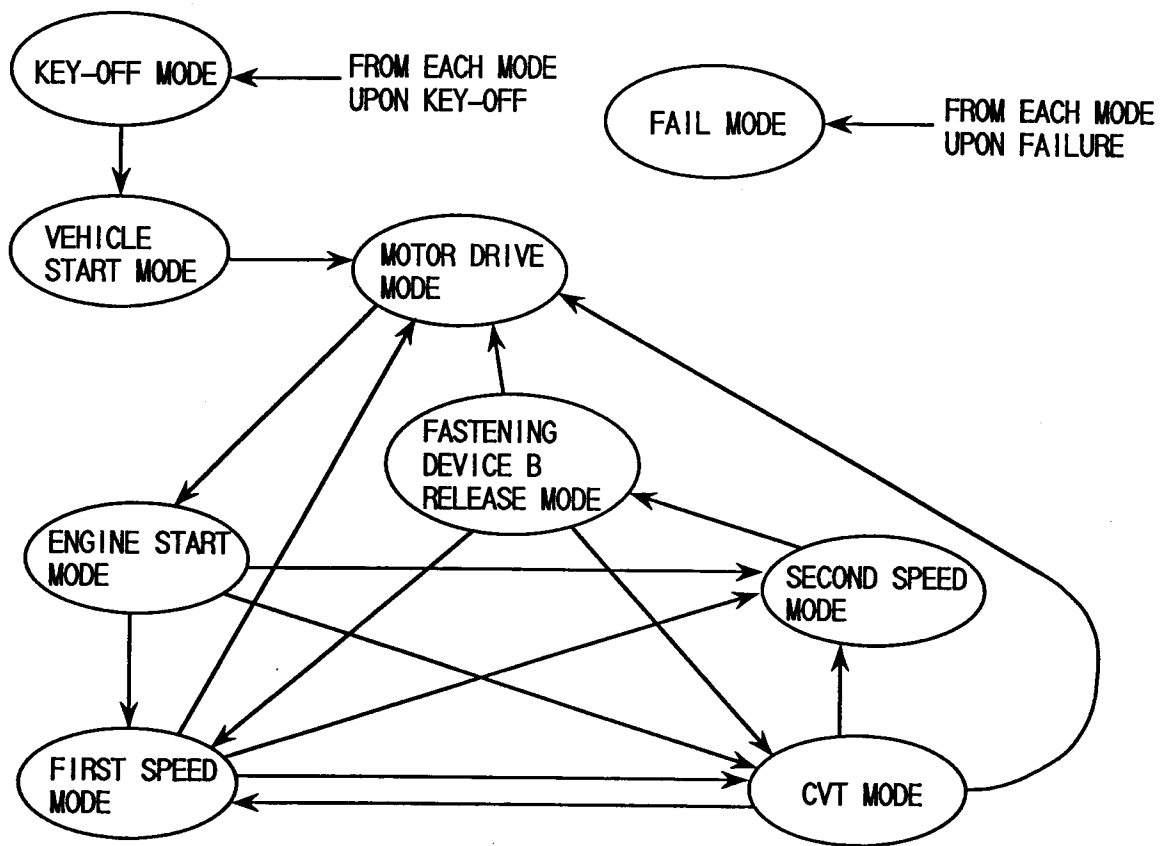 KEY-OFF MODE
FROM EACH MODE
UPON KEY-OFF
FAIL MODE
FROM EACH MODE
UPON FAILURE
VEHICLE
START MODE
MOTOR DRIVE
MODE
FASTENING
DEVICE B
RELEASE MODE
ENGINE START
MODE
SECOND SPEED
MODE
FIRST SPEED
MODE
CVT MODE